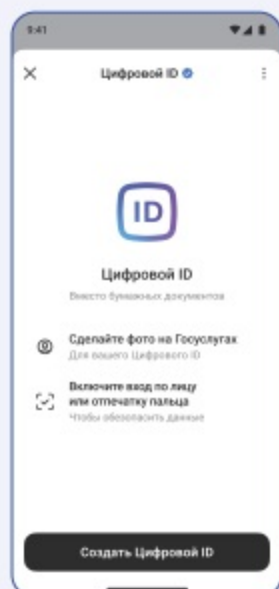 9:41
Цифровой ID
ID
Цифровой ID
Вместо бумажных документов
Сделайте фото на Госуслугах
Для вашего Цифрового ID
Включите вход по лицу
или отпечатку пальца
Чтобы обезопасить данные
Создать Цифровой ID